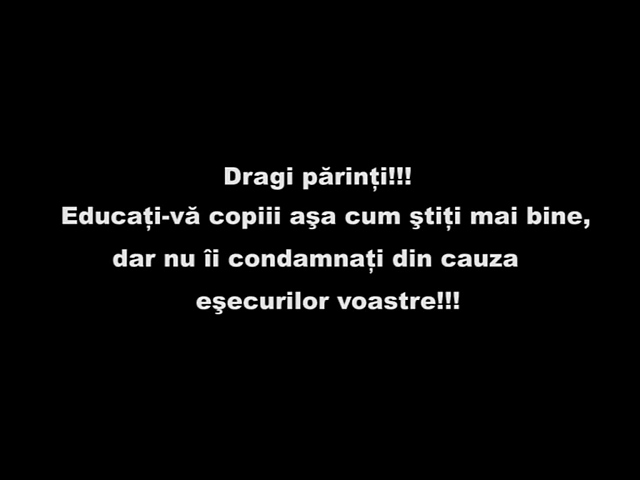 Dragi părinți!!!
Educați-vă copiii aşa cum ştiți mai bine,
dar nu îi condamnați din cauza
eşecurilor voastre!!!